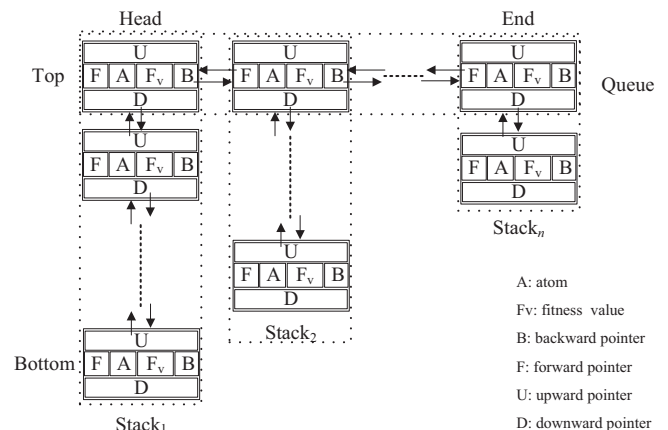 Head
End
U
U
U
Top
F A Fv B
F A Fv B
F A Fv B
Queue
D
D
D
U
U
F A Fv B
F A Fv B
D
D
Stackn
U
F A Fv B
D
Stack2
U
Bottom
F A Fv B
D
Stack1
A: atom
Fv: fitness value
B: backward pointer
F: forward pointer
U: upward pointer
D: downward pointer